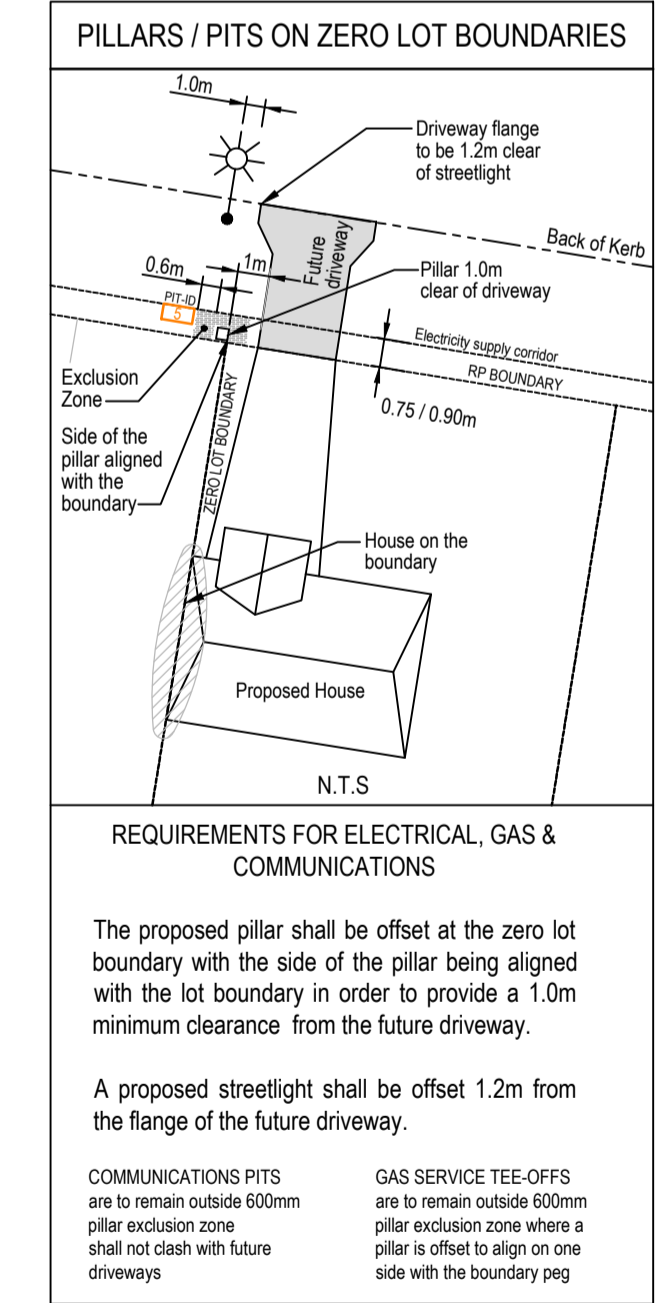 PILLARS / PITS ON ZERO LOT BOUNDARIES
1.0m
Driveway flange
to be 1.2m clear
of streetlight
Back of Kerb
Future
driveway
0.6m
1m
Pillar 1.0m
clear of driveway
PIT-ID
5
Electricity supply corridor
RP BOUNDARY
Exclusion
Zone
0.75 / 0.90m
Side of the
pillar aligned
with the
boundary
ZERO LOT BOUNDARY
House on the
boundary
Proposed House
N.T.S
REQUIREMENTS FOR ELECTRICAL, GAS &
COMMUNICATIONS
The proposed pillar shall be offset at the zero lot
boundary with the side of the pillar being aligned
with the lot boundary in order to provide a 1.0m
minimum clearance from the future driveway.
A proposed streetlight shall be offset 1.2m from
the flange of the future driveway.
COMMUNICATIONS PITS
are to remain outside 600mm
pillar exclusion zone
shall not clash with future
driveways
GAS SERVICE TEE-OFFS
are to remain outside 600mm
pillar exclusion zone where a
pillar is offset to align on one
side with the boundary peg